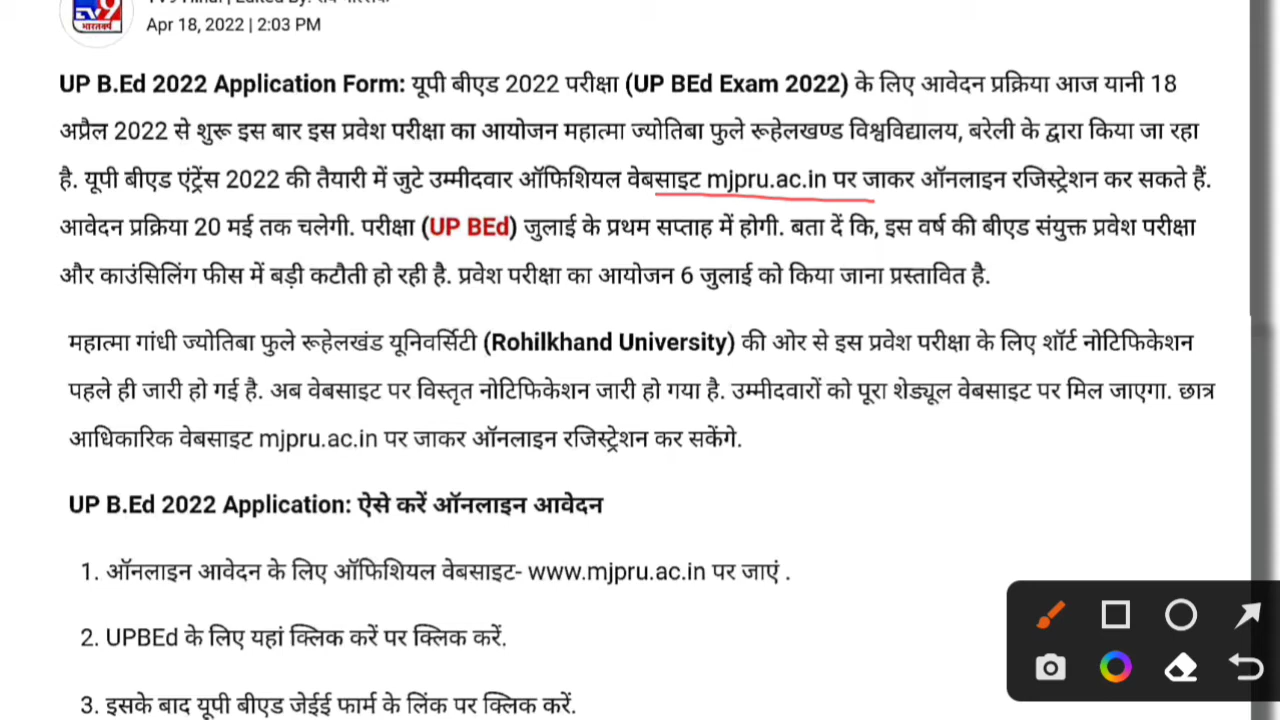 TV9
भारतवर्ष
Apr 18, 2022 | 2:03 PM
UP B.Ed 2022 Application Form: यूपी बीएड 2022 परीक्षा (UP BEd Exam 2022) के लिए आवेदन प्रक्रिया आज यानी 18
अप्रैल 2022 से शुरू इस बार इस प्रवेश परीक्षा का आयोजन महात्मा ज्योतिबा फुले रूहेलखण्ड विश्वविद्यालय, बरेली के द्वारा किया जा रहा
है. यूपी बीएड एंट्रेंस 2022 की तैयारी में जुटे उम्मीदवार ऑफिशियल वेबसाइट mjpru.ac.in पर जाकर ऑनलाइन रजिस्ट्रेशन कर सकते हैं.
आवेदन प्रक्रिया 20 मई तक चलेगी. परीक्षा (UP BEd) जुलाई के प्रथम सप्ताह में होगी. बता दें कि, इस वर्ष की बीएड संयुक्त प्रवेश परीक्षा
और काउंसिलिंग फीस में बड़ी कटौती हो रही है. प्रवेश परीक्षा का आयोजन 6 जुलाई को किया जाना प्रस्तावित है.
महात्मा गांधी ज्योतिबा फुले रूहेलखंड यूनिवर्सिटी (Rohilkhand University) की ओर से इस प्रवेश परीक्षा के लिए शॉर्ट नोटिफिकेशन
पहले ही जारी हो गई है. अब वेबसाइट पर विस्तृत नोटिफिकेशन जारी हो गया है. उम्मीदवारों को पूरा शेड्यूल वेबसाइट पर मिल जाएगा. छात्र
आधिकारिक वेबसाइट mjpru.ac.in पर जाकर ऑनलाइन रजिस्ट्रेशन कर सकेंगे.
UP B.Ed 2022 Application: ऐसे करें ऑनलाइन आवेदन
1. ऑनलाइन आवेदन के लिए ऑफिशियल वेबसाइट- www.mjpru.ac.in पर जाएं .
2. UPBEd के लिए यहां क्लिक करें पर क्लिक करें.
3. इसके बाद यूपी बीएड जेईई फार्म के लिंक पर क्लिक करें.